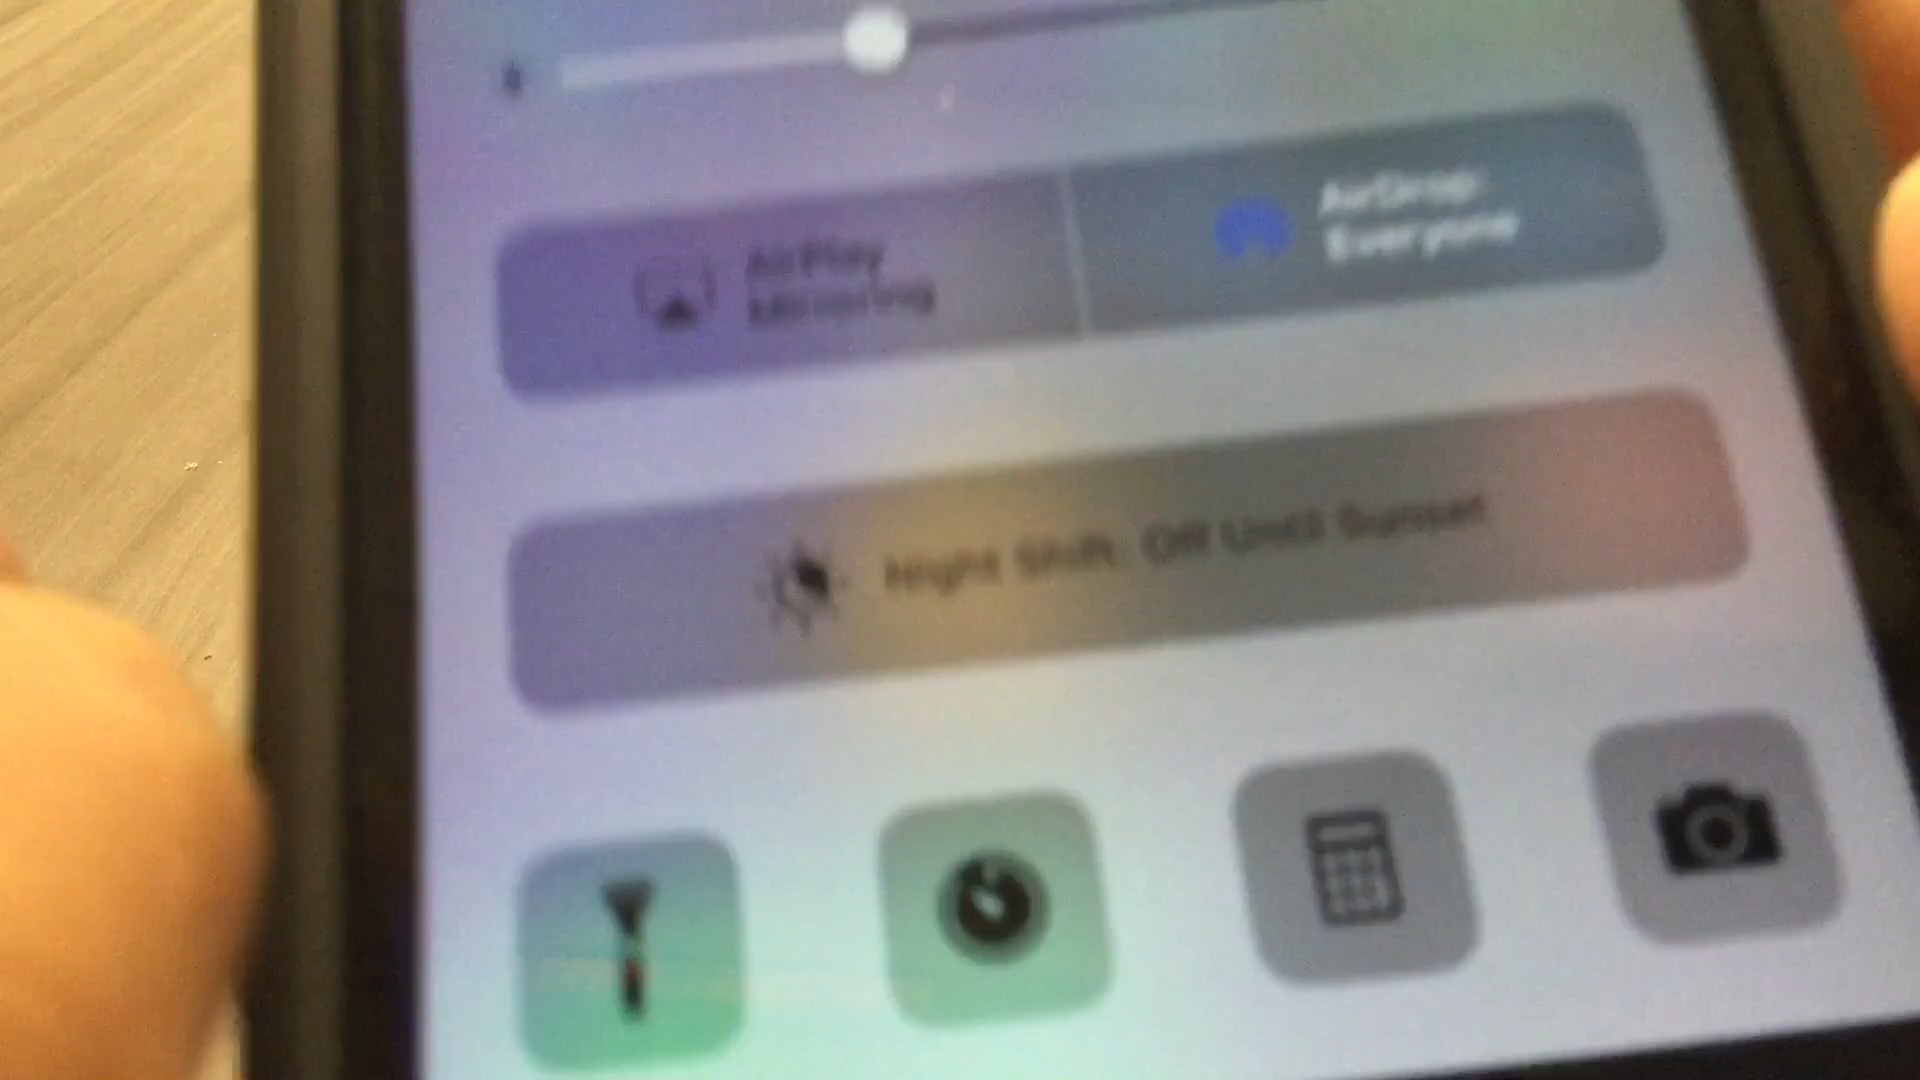 AirPlay
Mirroring
AirDrop:
Everyone
Night Shift: Off Until Sunset